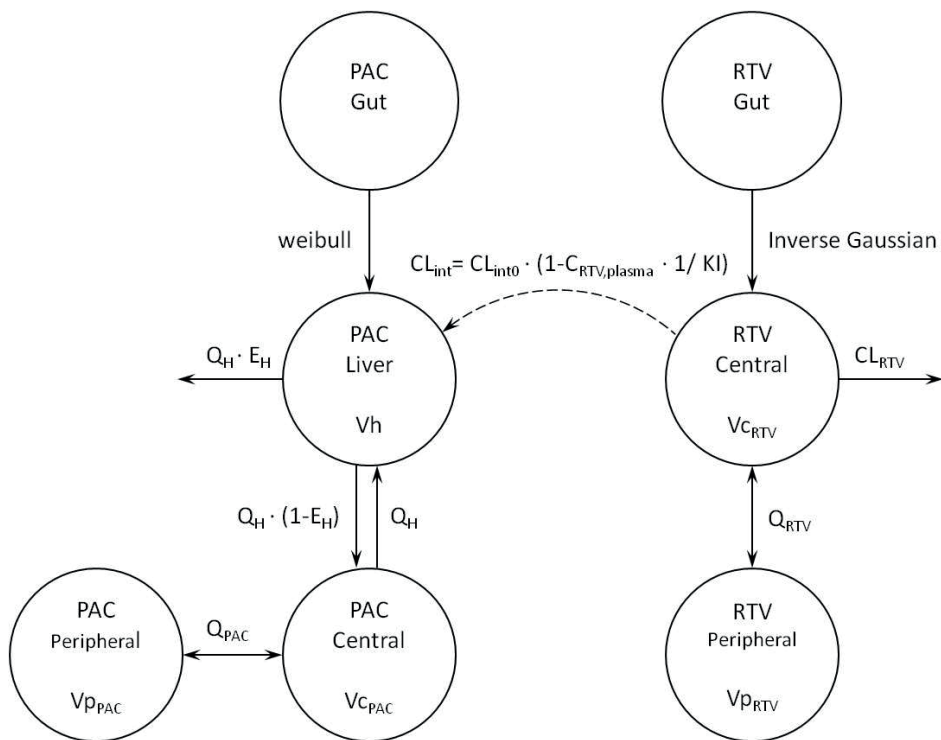 PAC
Gut
RTV
Gut
weibull
Inverse Gaussian
CL_int= CL_int0 · (1-C_RTV,plasma · 1/ KI)
Q_H · E_H
PAC
Liver
Vh
RTV
Central
Vc_RTV
CL_RTV
Q_H · (1-E_H)
Q_H
Q_RTV
PAC
Peripheral
Vp_PAC
Q_PAC
PAC
Central
Vc_PAC
RTV
Peripheral
Vp_RTV